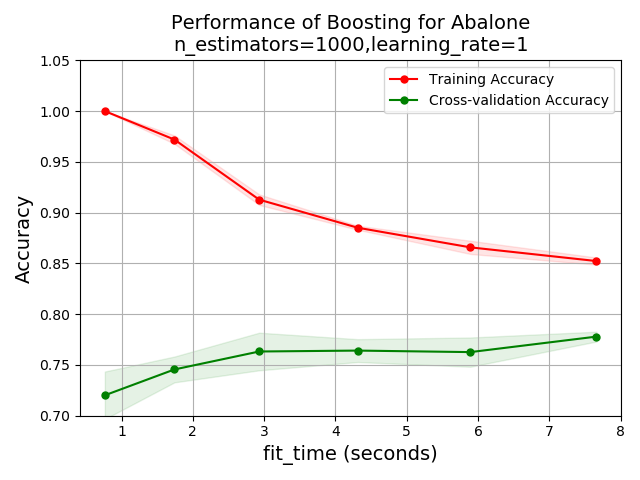 Performance of Boosting for Abalone
n_estimators=1000,learning_rate=1
1.05
1.00
0.95
0.90
0.85
0.80
0.75
0.70
Accuracy
Training Accuracy
Cross-validation Accuracy
1 2 3 4 5 6 7 8
fit_time (seconds)